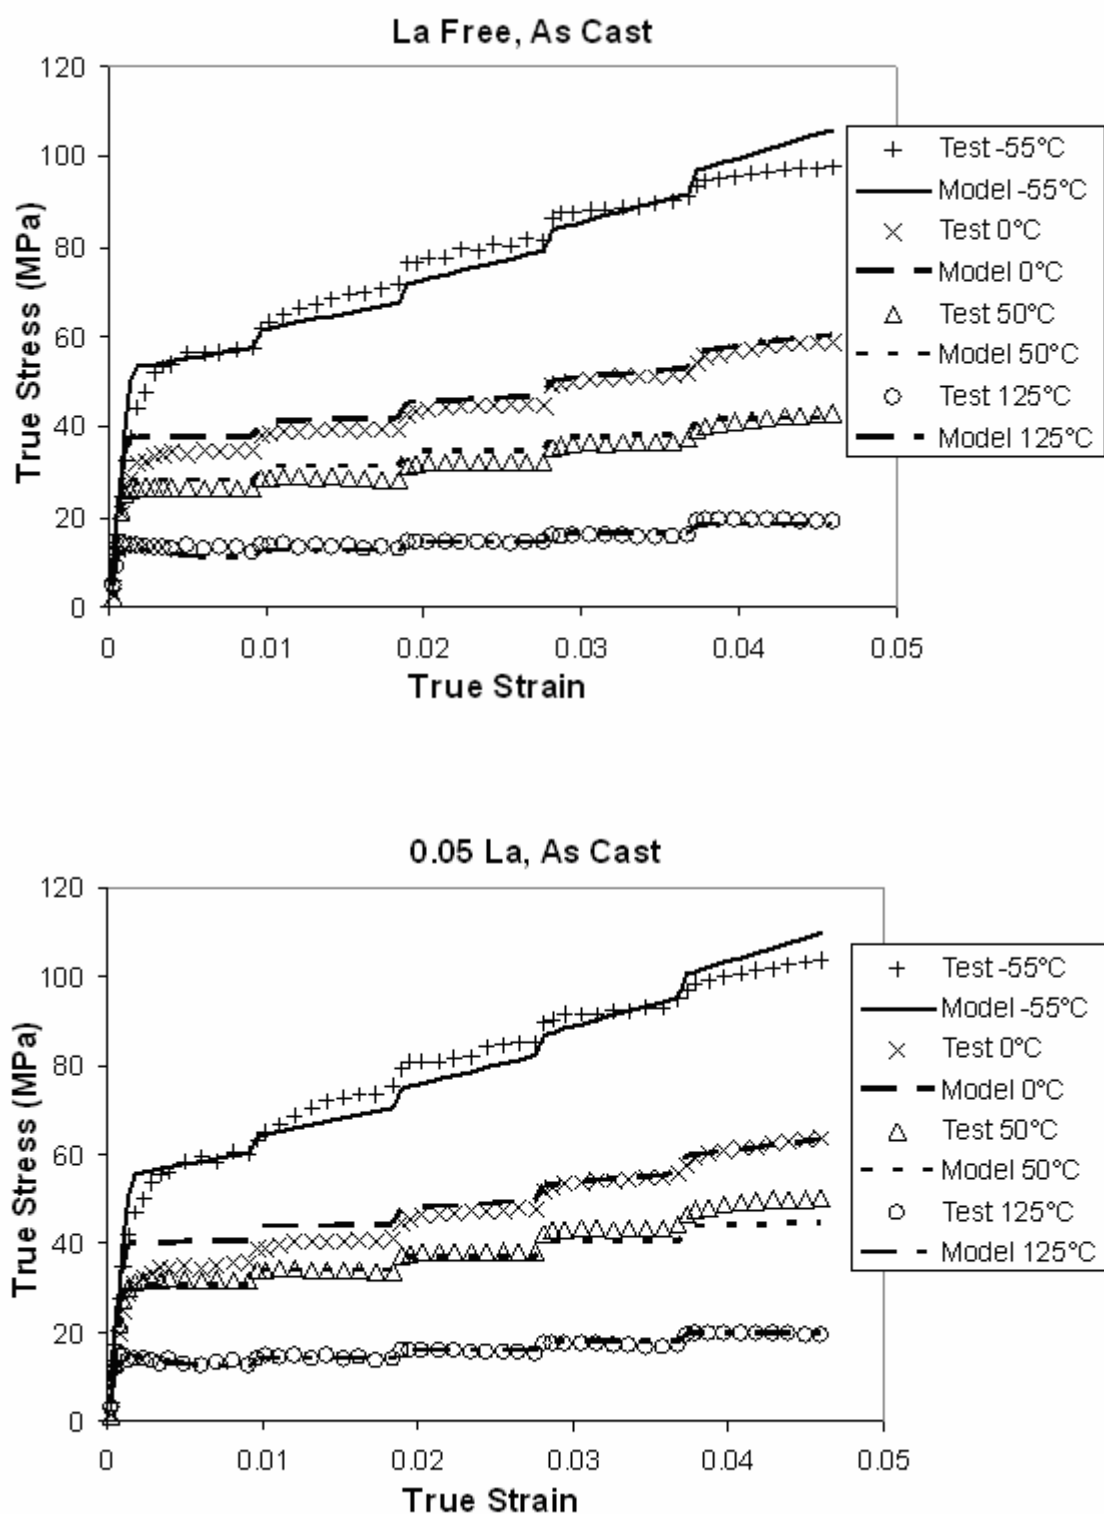 La Free, As Cast
120
100
80
60
40
20
0
True Stress (MPa)
0
0.01
0.02
0.03
0.04
0.05
True Strain
Test -55°C
Model -55°C
Test 0°C
Model 0°C
Test 50°C
Model 50°C
Test 125°C
Model 125°C
0.05 La, As Cast
120
100
80
60
40
20
0
True Stress (MPa)
0
0.01
0.02
0.03
0.04
0.05
True Strain
Test -55°C
Model -55°C
Test 0°C
Model 0°C
Test 50°C
Model 50°C
Test 125°C
Model 125°C